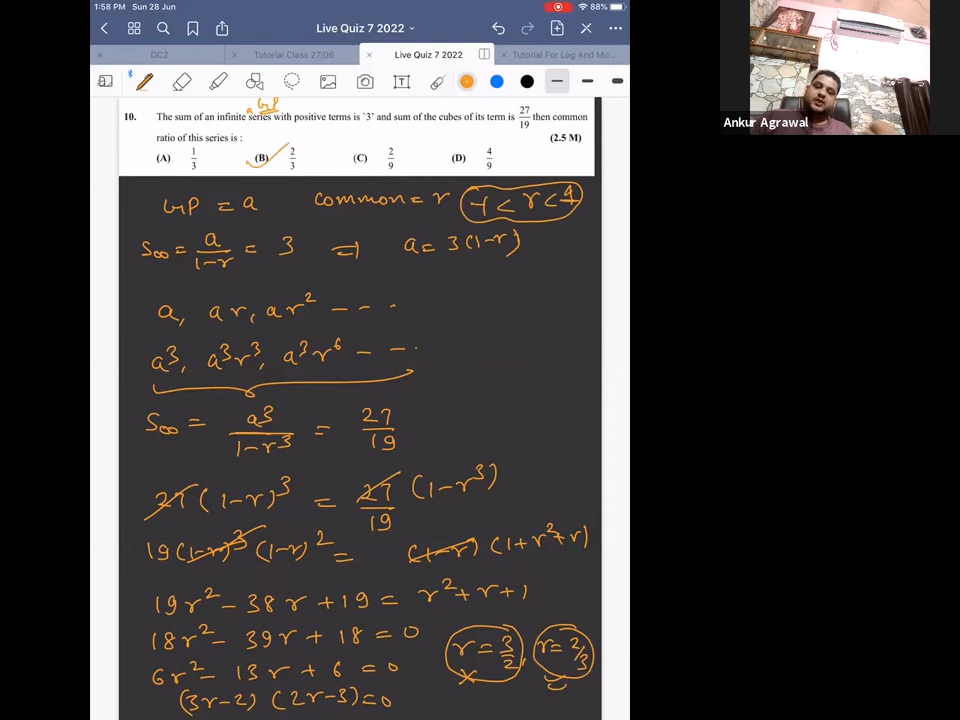 1:58 PM Sun 28 Jun
88%
Live Quiz 7 2022
DC2
Tutorial Class 27/06
Live Quiz 7 2022
Tutorial For Log And Mo...
a GP
10. The sum of an infinite series with positive terms is `3' and sum of the cubes of its term is 27/19 then common
ratio of this series is : (2.5 M)
(A) 1/3 (B) 2/3 (C) 2/9 (D) 4/9
GP = a common = r -1 < r < 1
S∞ = a/(1-r) = 3 ⇒ a = 3(1-r)
a, ar, ar² - - .
a³, a³r³, a³r⁶ - - .
S∞ = a³/(1-r³) = 27/19
27(1-r)³ = 27/19 (1-r³)
19(1-r)³ (1-r)² = (1-r) (1+r²+r)
19r² - 38r + 19 = r² + r + 1
18r² - 39r + 18 = 0
6r² - 13r + 6 = 0
(3r-2) (2r-3) = 0
r = 3/2, r = 2/3
x
Ankur Agrawal